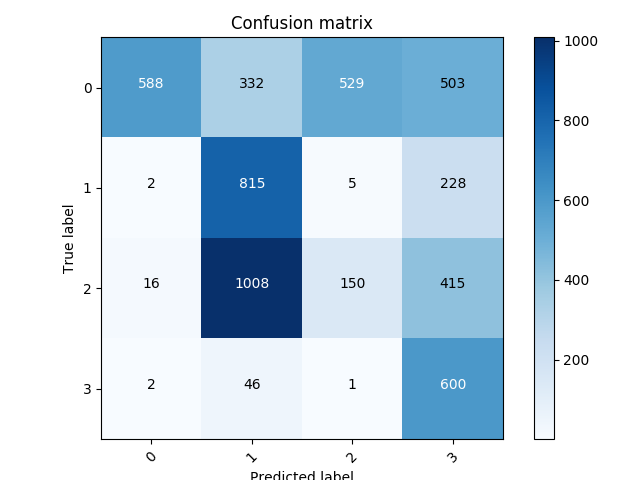 Confusion matrix
0 588 332 529 503
1 2 815 5 228
2 16 1008 150 415
3 2 46 1 600
0 1 2 3
True label
Predicted label
1000
800
600
400
200